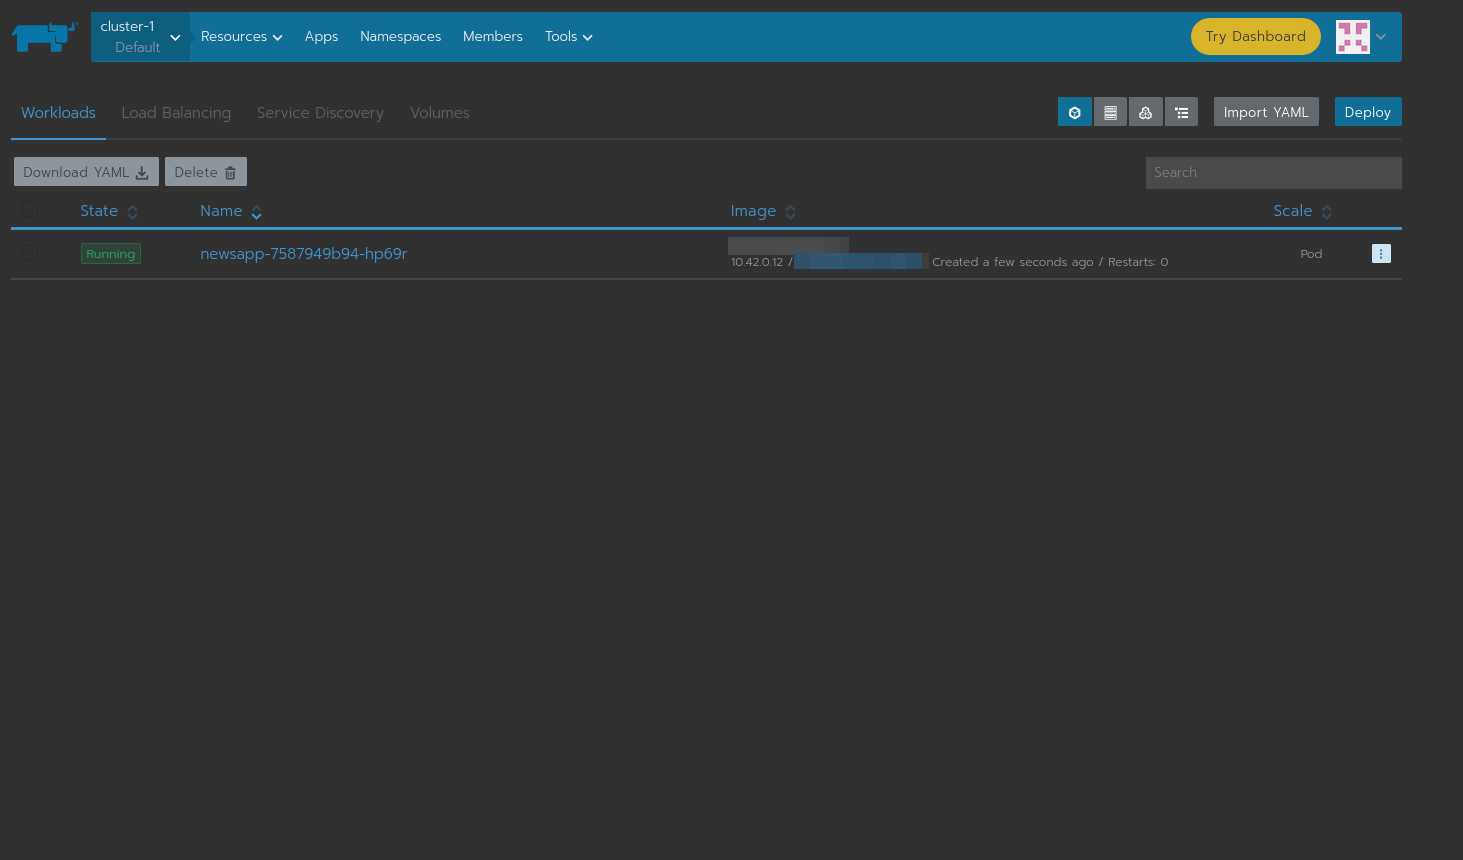 cluster-1
Default
Resources Apps Namespaces Members Tools
Try Dashboard
Workloads Load Balancing Service Discovery Volumes
Import YAML Deploy
Download YAML Delete
Search
State Name Image Scale
Running newsapp-7587949b94-hp69r
10.42.0.12 / Created a few seconds ago / Restarts: 0
Pod